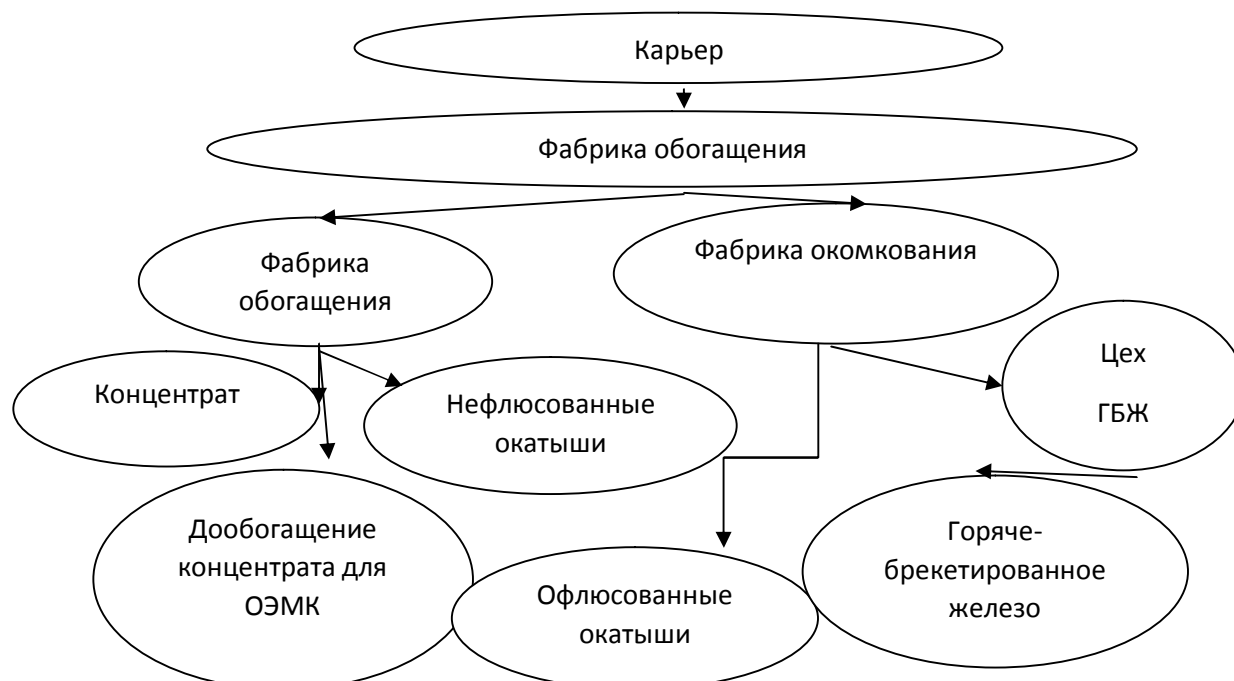 Карьер
Фабрика обогащения
Фабрика
обогащения
Фабрика окомкования
Цех
ГБЖ
Концентрат
Нефлюсованные
окатыши
Дообогащение
концентрата для
ОЭМК
Офлюсованные
окатыши
Горяче-
брекетированное
железо